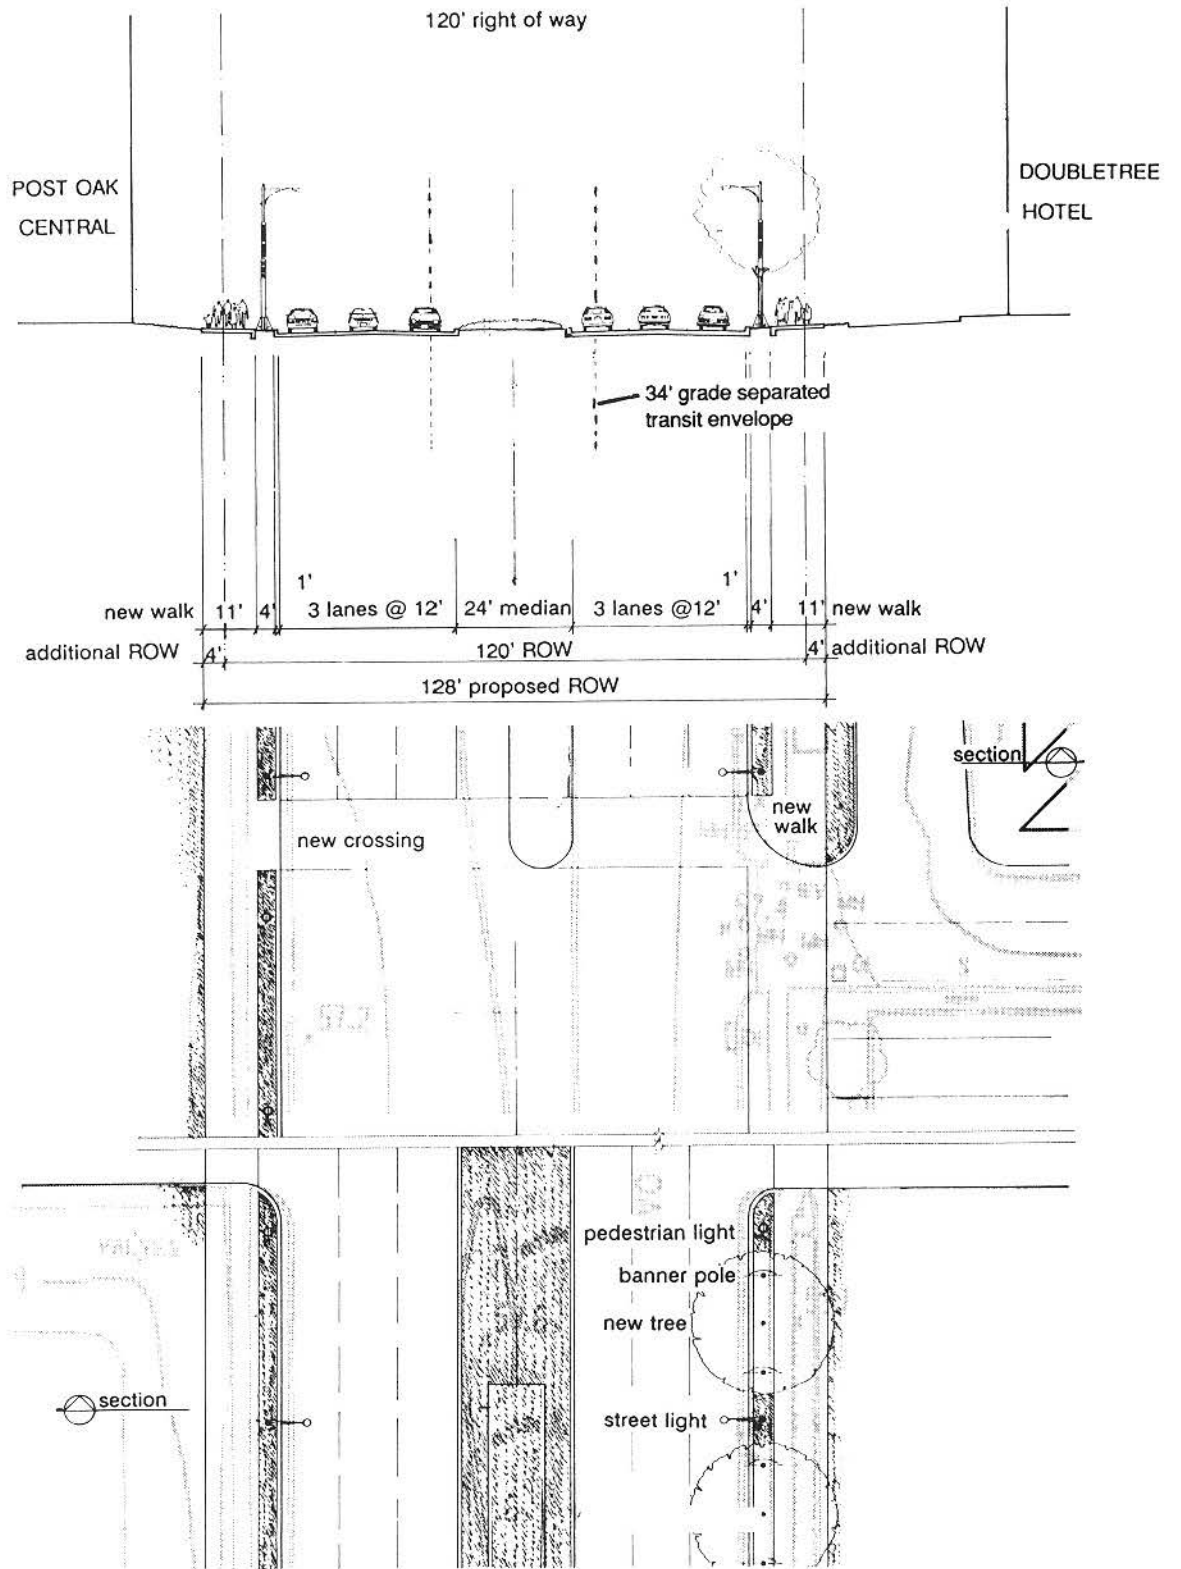 120' right of way
POST OAK
CENTRAL
DOUBLETREE
HOTEL
34' grade separated
transit envelope
1'
1'
new walk 11' 4' 3 lanes @ 12' 24' median 3 lanes @12' 4' 11' new walk
additional ROW 4' 120' ROW 4' additional ROW
128' proposed ROW
section
new crossing
new
walk
pedestrian light
banner pole
new tree
section
street light